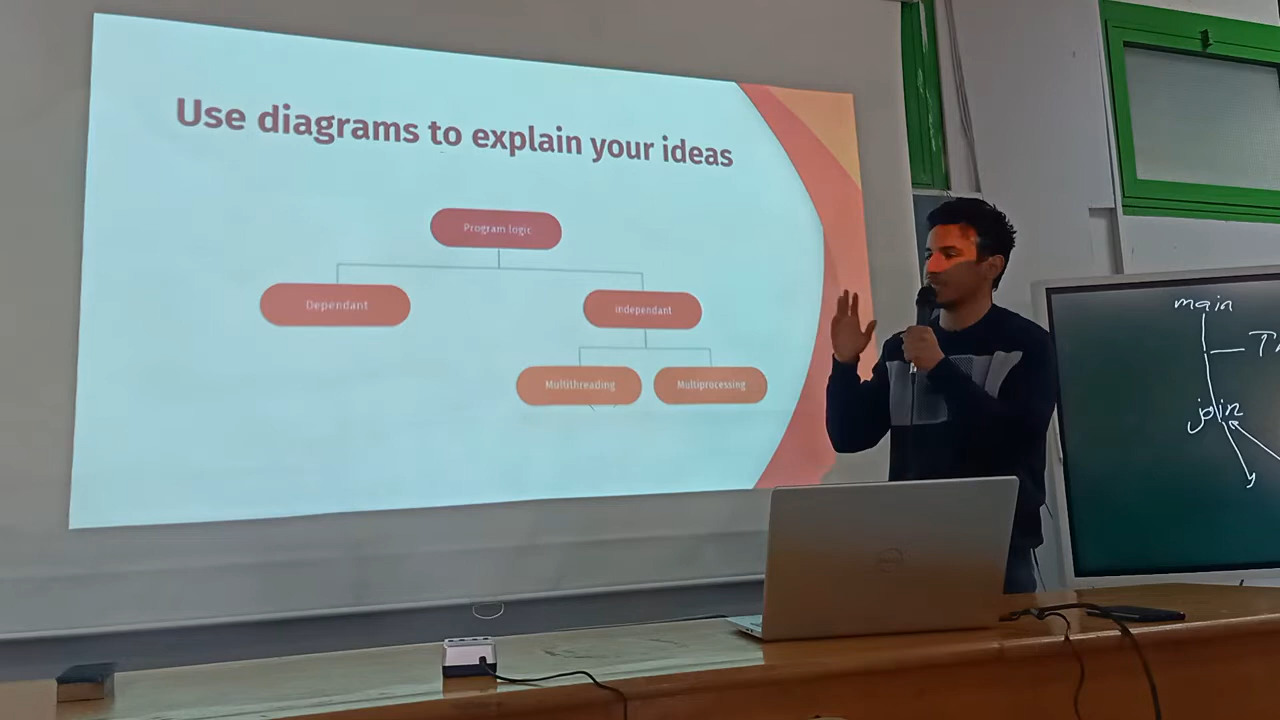 Use diagrams to explain your ideas
Program logic
Dependant
independant
Multithreading
Multiprocessing
main
join